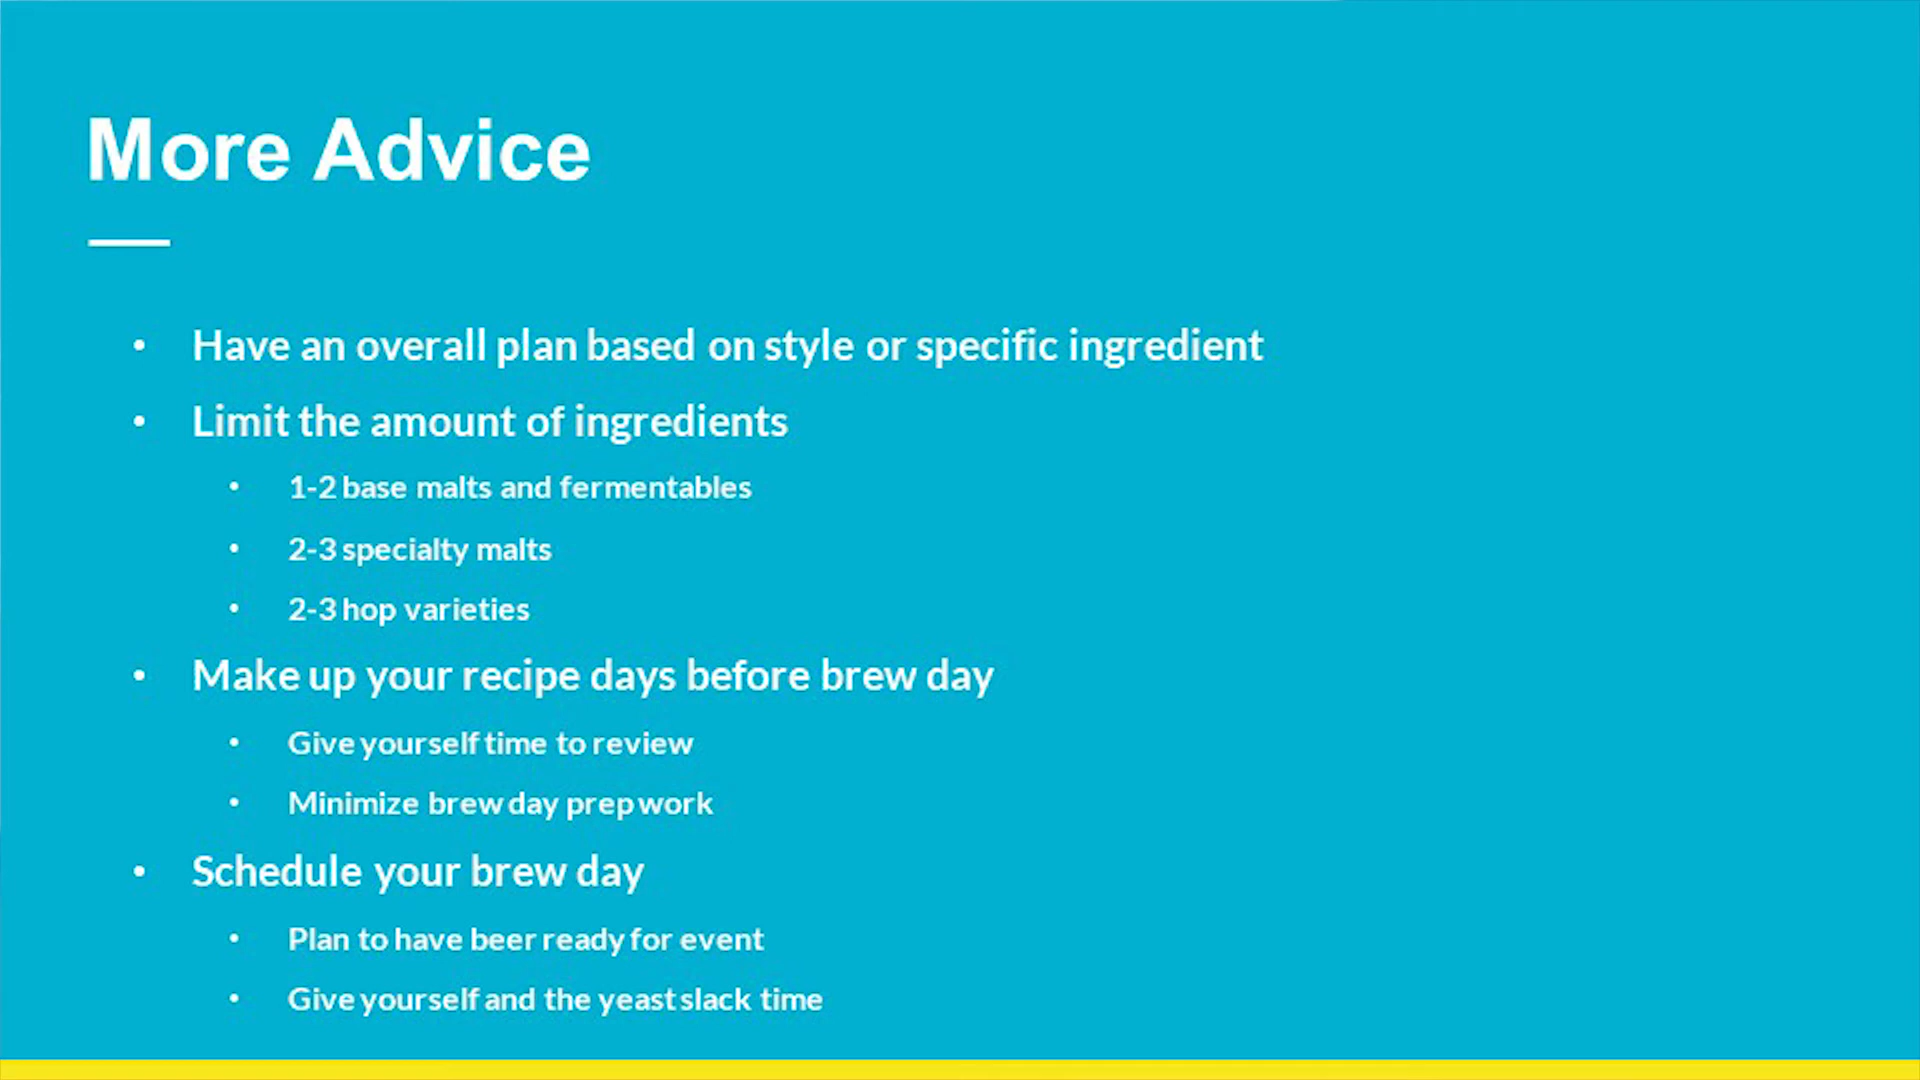 More Advice
• Have an overall plan based on style or specific ingredient
• Limit the amount of ingredients
• 1-2 base malts and fermentables
• 2-3 specialty malts
• 2-3 hop varieties
• Make up your recipe days before brew day
• Give yourself time to review
• Minimize brew day prep work
• Schedule your brew day
• Plan to have beer ready for event
• Give yourself and the yeast slack time